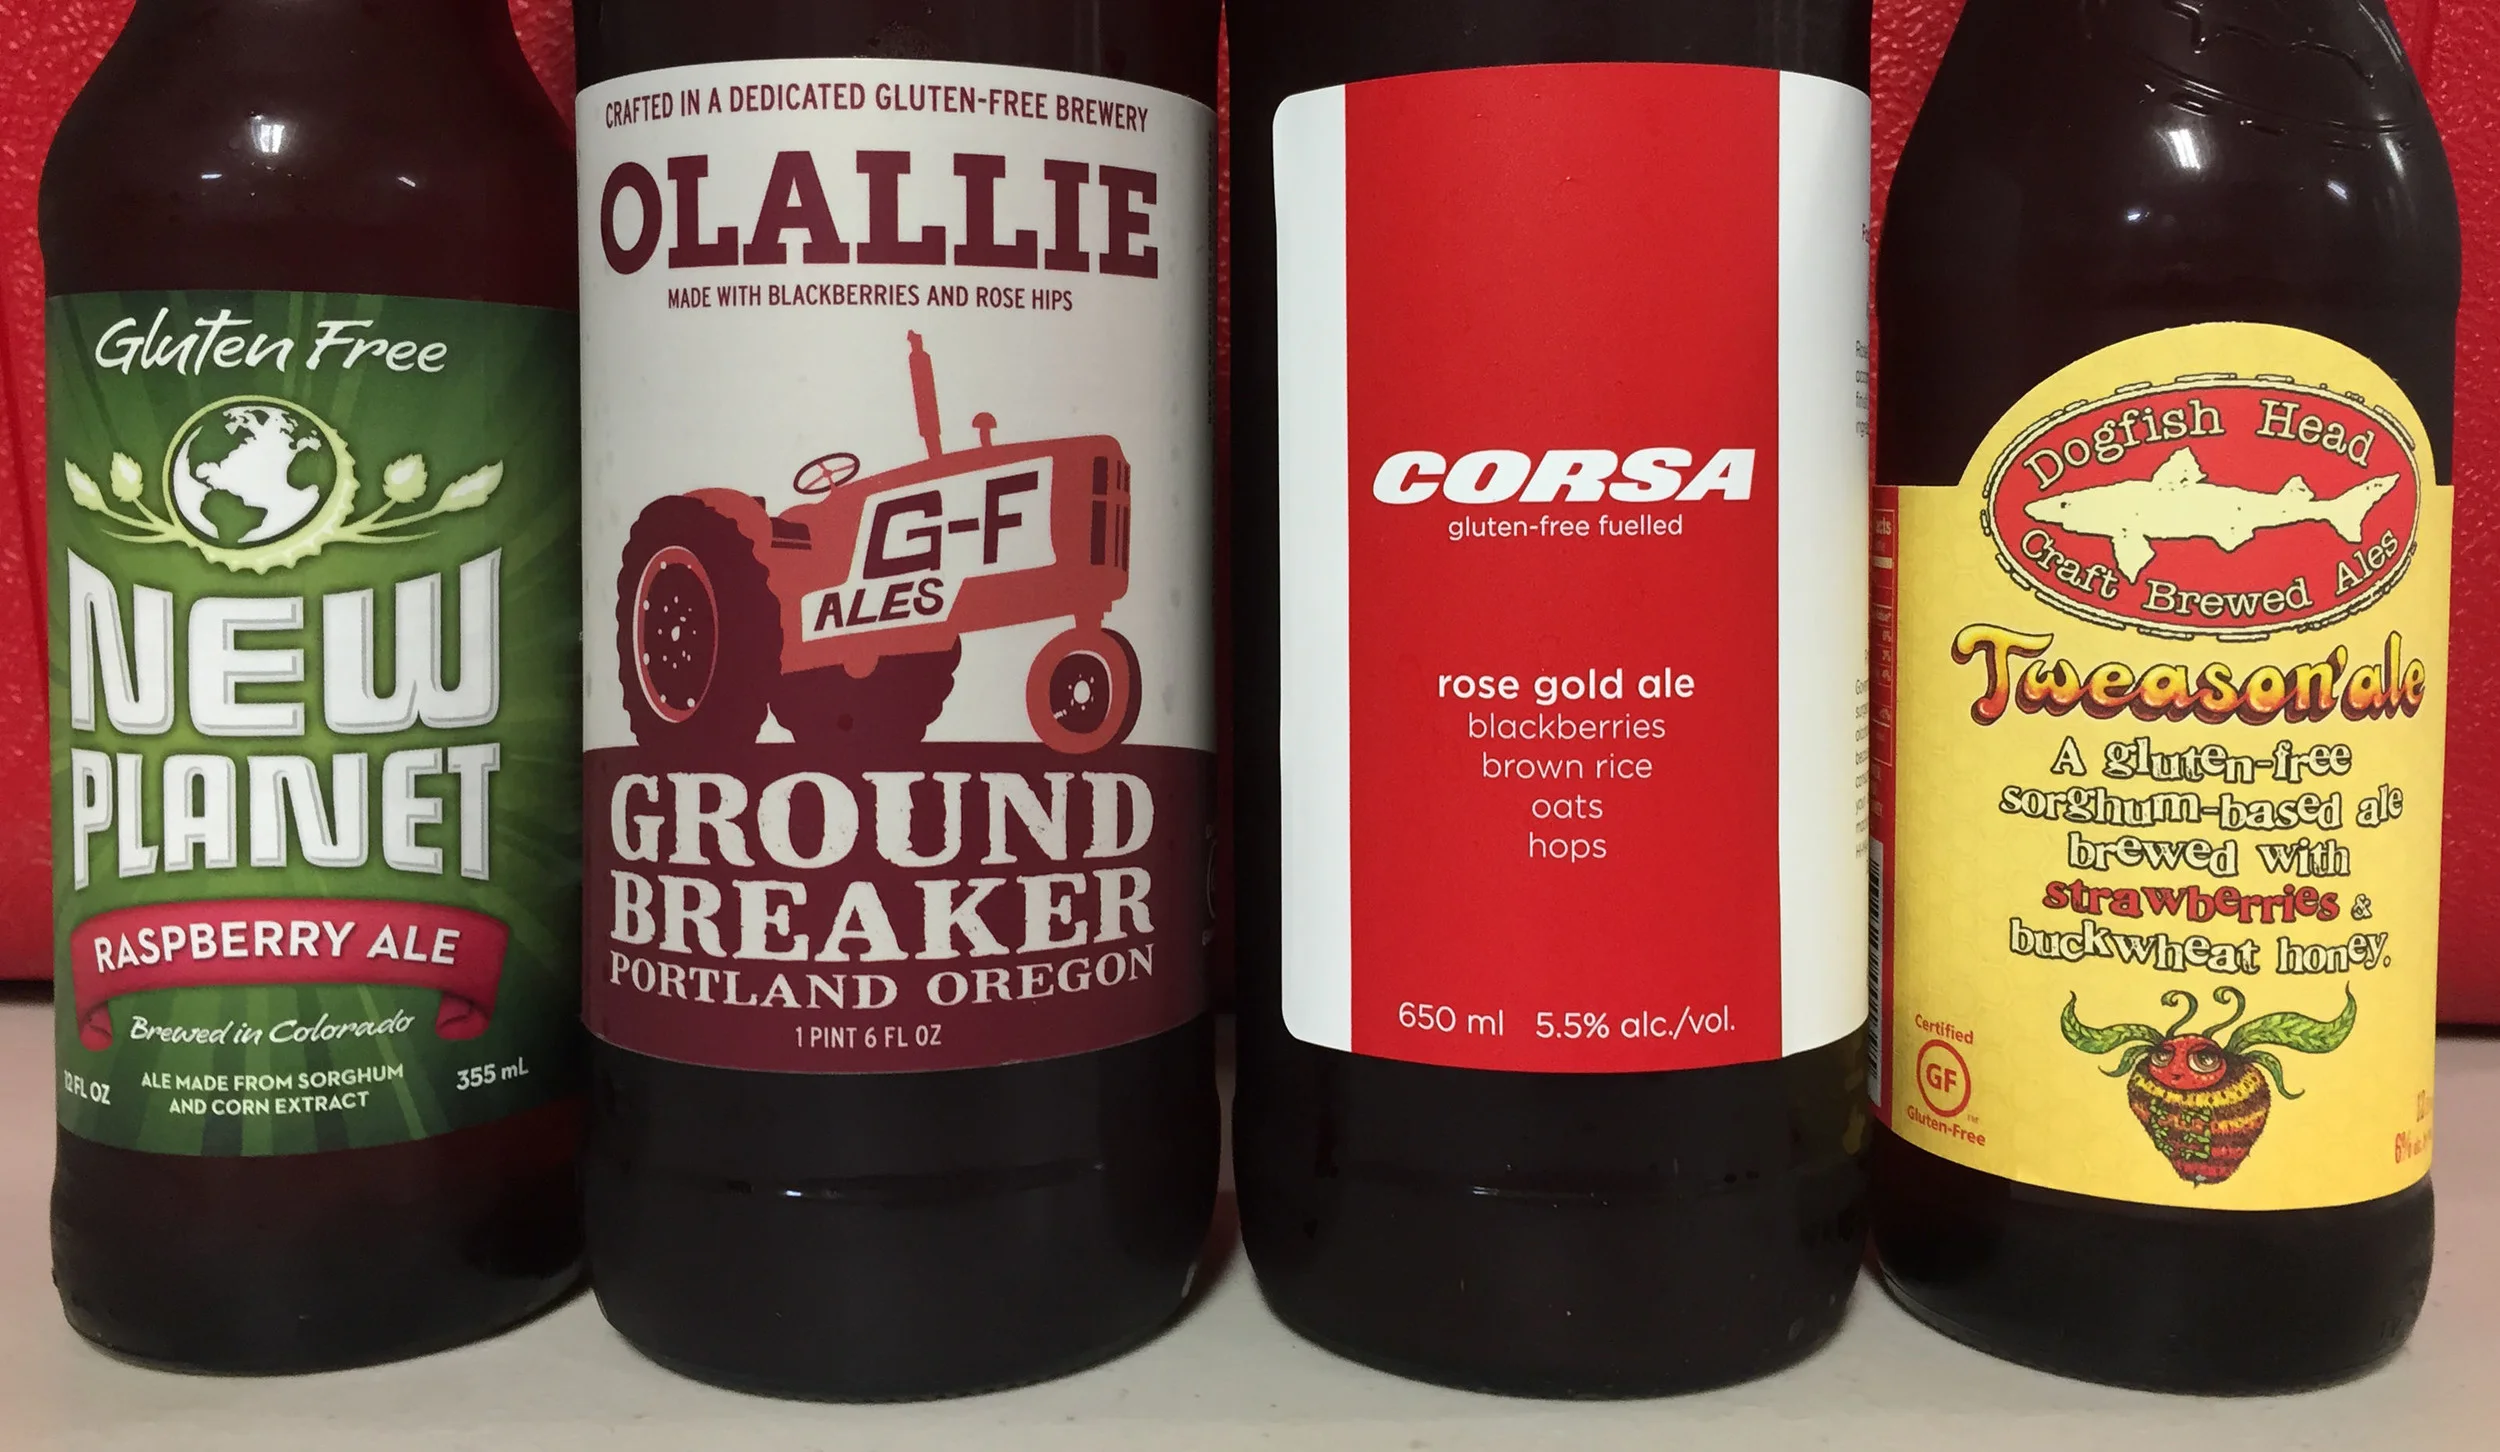 Gluten Free
NEW
PLANET
RASPBERRY ALE
Brewed in Colorado
12 FL OZ
ALE MADE FROM SORGHUM
AND CORN EXTRACT
355 mL
CRAFTED IN A DEDICATED GLUTEN-FREE BREWERY
OLALLIE
MADE WITH BLACKBERRIES AND ROSE HIPS
G-F
ALES
GROUND
BREAKER
PORTLAND OREGON
1 PINT 6 FL OZ
CORSA
gluten-free fuelled
rose gold ale
blackberries
brown rice
oats
hops
650 ml 5.5% alc./vol.
Dogfish Head
Craft Brewed Ales
Tweason'ale
A gluten-free
sorghum-based ale
brewed with
strawberries &
buckwheat honey.
Certified
GF
Gluten-Free
6%